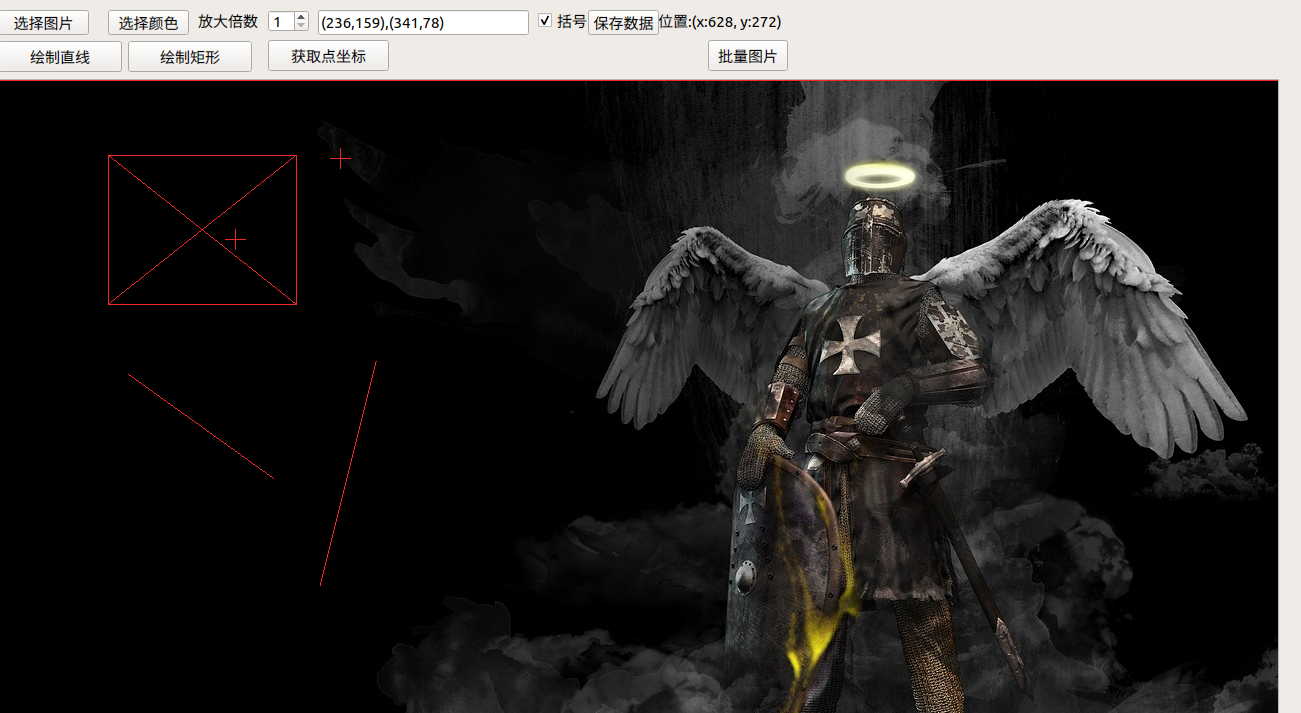 选择图片 选择颜色 放大倍数 1 (236,159),(341,78) 括号 保存数据 位置:(x:628, y:272)
绘制直线 绘制矩形 获取点坐标 批量图片